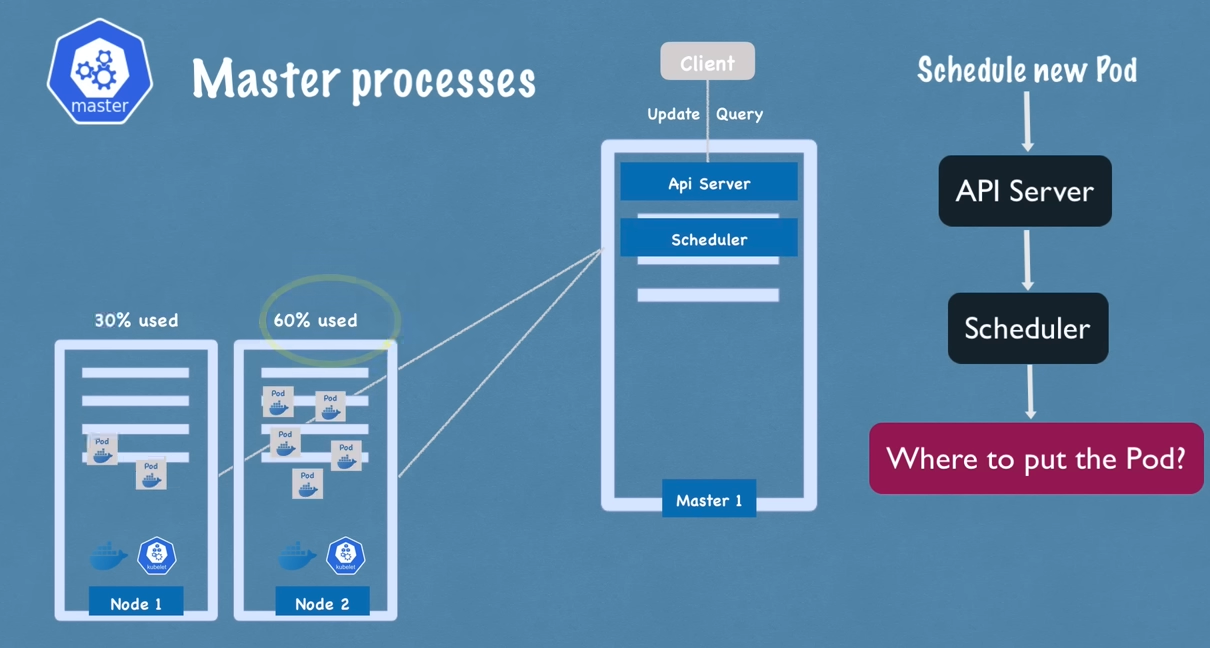 master
Master processes
Client
Update Query
Api Server
Scheduler
Master 1
30% used
60% used
Pod
Pod
Pod
Pod
Pod
Pod
Pod
kubelet
kubelet
Node 1
Node 2
Schedule new Pod
API Server
Scheduler
Where to put the Pod?